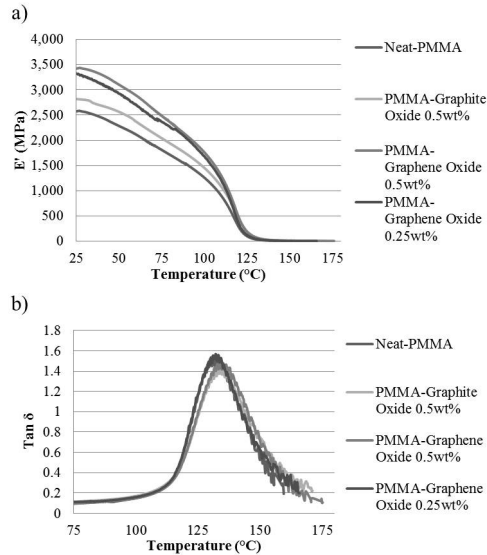 a)
4,000
3,500
3,000
2,500
2,000
1,500
1,000
500
0
E' (MPa)
25 50 75 100 125 150 175
Temperature (°C)
Neat-PMMA
PMMA-Graphite
Oxide 0.5wt%
PMMA-
Graphene Oxide
0.5wt%
PMMA-
Graphene Oxide
0.25wt%
b)
1.8
1.6
1.4
1.2
1
0.8
0.6
0.4
0.2
0
Tan δ
75 100 125 150 175
Temperature (°C)
Neat-PMMA
PMMA-Graphite
Oxide 0.5wt%
PMMA-Graphene
Oxide 0.5wt%
PMMA-Graphene
Oxide 0.25wt%